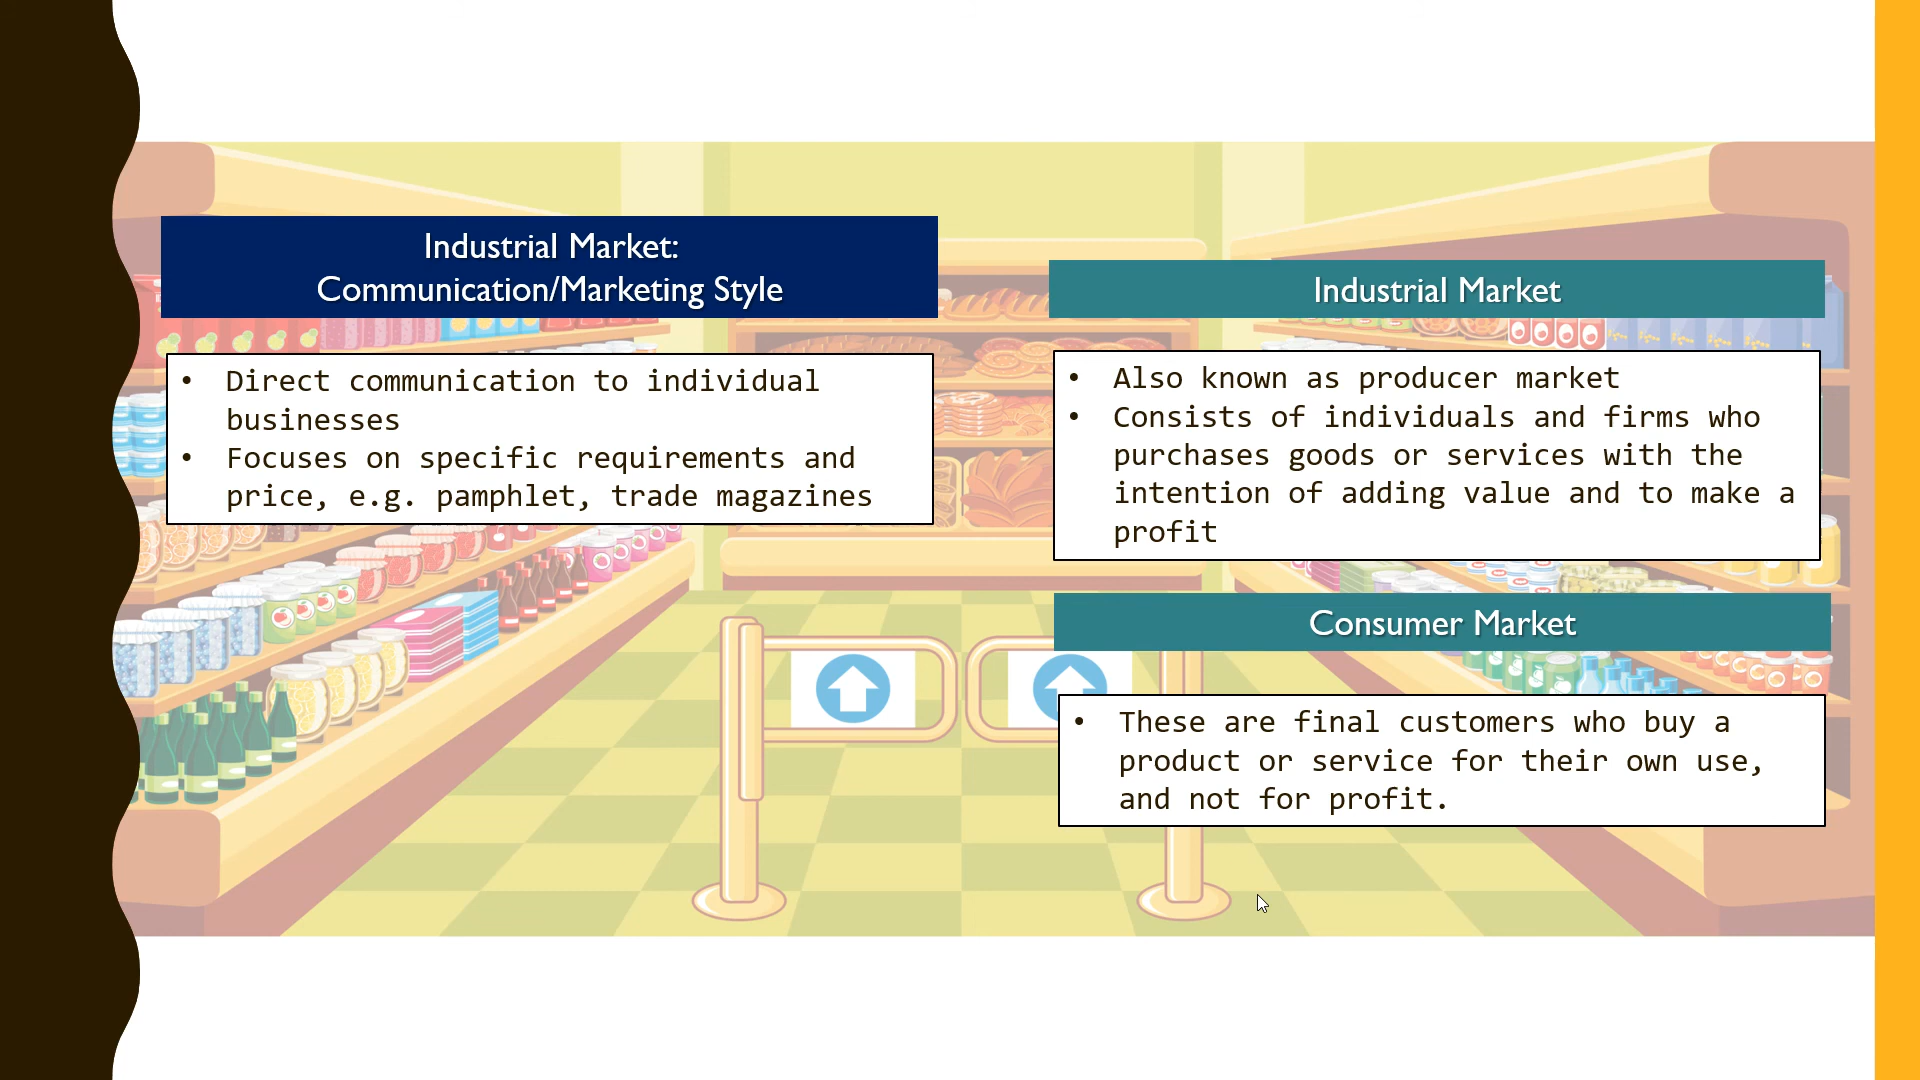 Industrial Market:
Communication/Marketing Style
• Direct communication to individual
businesses
• Focuses on specific requirements and
price, e.g. pamphlet, trade magazines
Industrial Market
• Also known as producer market
• Consists of individuals and firms who
purchases goods or services with the
intention of adding value and to make a
profit
Consumer Market
• These are final customers who buy a
product or service for their own use,
and not for profit.